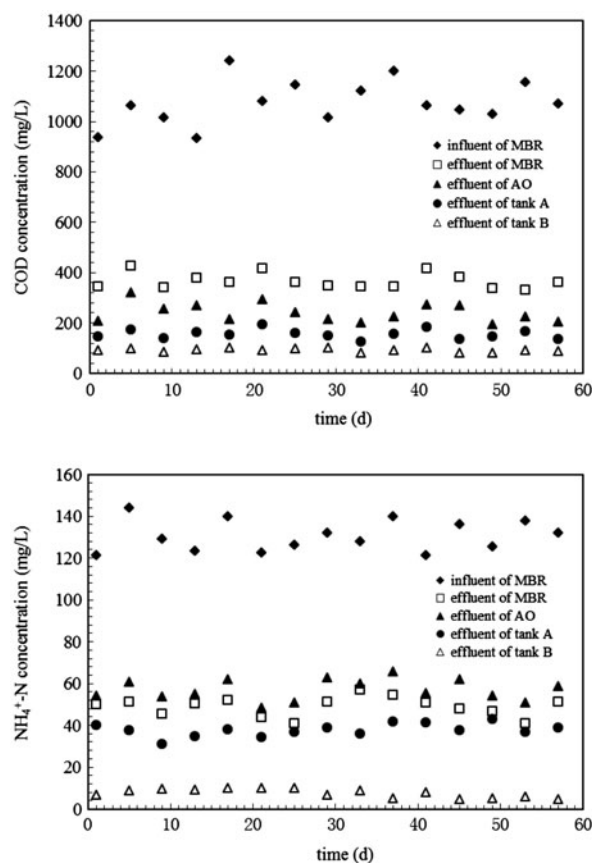 1400
1200
1000
800
600
400
200
0
COD concentration (mg/L)
influent of MBR
effluent of MBR
effluent of AO
effluent of tank A
effluent of tank B
0 10 20 30 40 50 60
time (d)
160
140
120
100
80
60
40
20
0
NH₄⁺-N concentration (mg/L)
influent of MBR
effluent of MBR
effluent of AO
effluent of tank A
effluent of tank B
0 10 20 30 40 50 60
time (d)